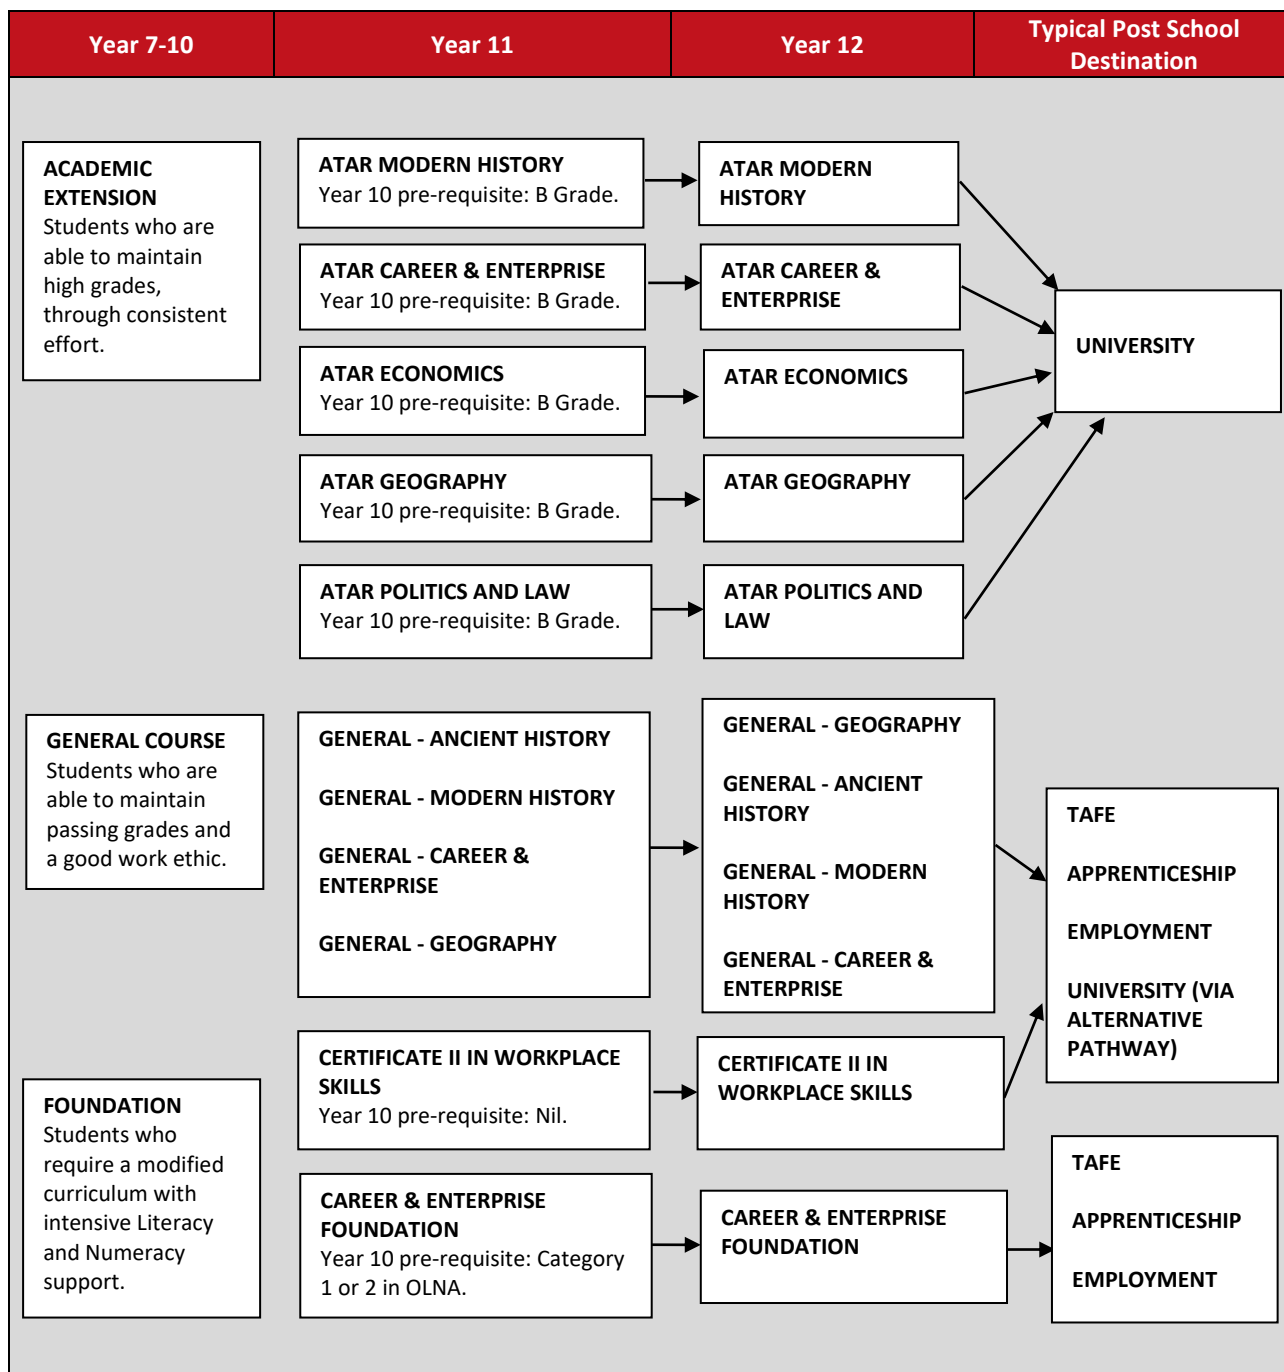 Year 7-10
Year 11
Year 12
Typical Post School
Destination
ACADEMIC
EXTENSION
Students who are
able to maintain
high grades,
through consistent
effort.
ATAR MODERN HISTORY
Year 10 pre-requisite: B Grade.
ATAR MODERN
HISTORY
ATAR CAREER & ENTERPRISE
Year 10 pre-requisite: B Grade.
ATAR CAREER &
ENTERPRISE
ATAR ECONOMICS
Year 10 pre-requisite: B Grade.
ATAR ECONOMICS
ATAR GEOGRAPHY
Year 10 pre-requisite: B Grade.
ATAR GEOGRAPHY
ATAR POLITICS AND LAW
Year 10 pre-requisite: B Grade.
ATAR POLITICS AND
LAW
UNIVERSITY
GENERAL COURSE
Students who are
able to maintain
passing grades and
a good work ethic.
GENERAL - ANCIENT HISTORY
GENERAL - MODERN HISTORY
GENERAL - CAREER &
ENTERPRISE
GENERAL - GEOGRAPHY
GENERAL - GEOGRAPHY
GENERAL - ANCIENT
HISTORY
GENERAL - MODERN
HISTORY
GENERAL - CAREER &
ENTERPRISE
TAFE
APPRENTICESHIP
EMPLOYMENT
UNIVERSITY (VIA
ALTERNATIVE
PATHWAY)
CERTIFICATE II IN WORKPLACE
SKILLS
Year 10 pre-requisite: Nil.
CERTIFICATE II IN
WORKPLACE SKILLS
FOUNDATION
Students who
require a modified
curriculum with
intensive Literacy
and Numeracy
support.
CAREER & ENTERPRISE
FOUNDATION
Year 10 pre-requisite: Category
1 or 2 in OLNA.
CAREER & ENTERPRISE
FOUNDATION
TAFE
APPRENTICESHIP
EMPLOYMENT